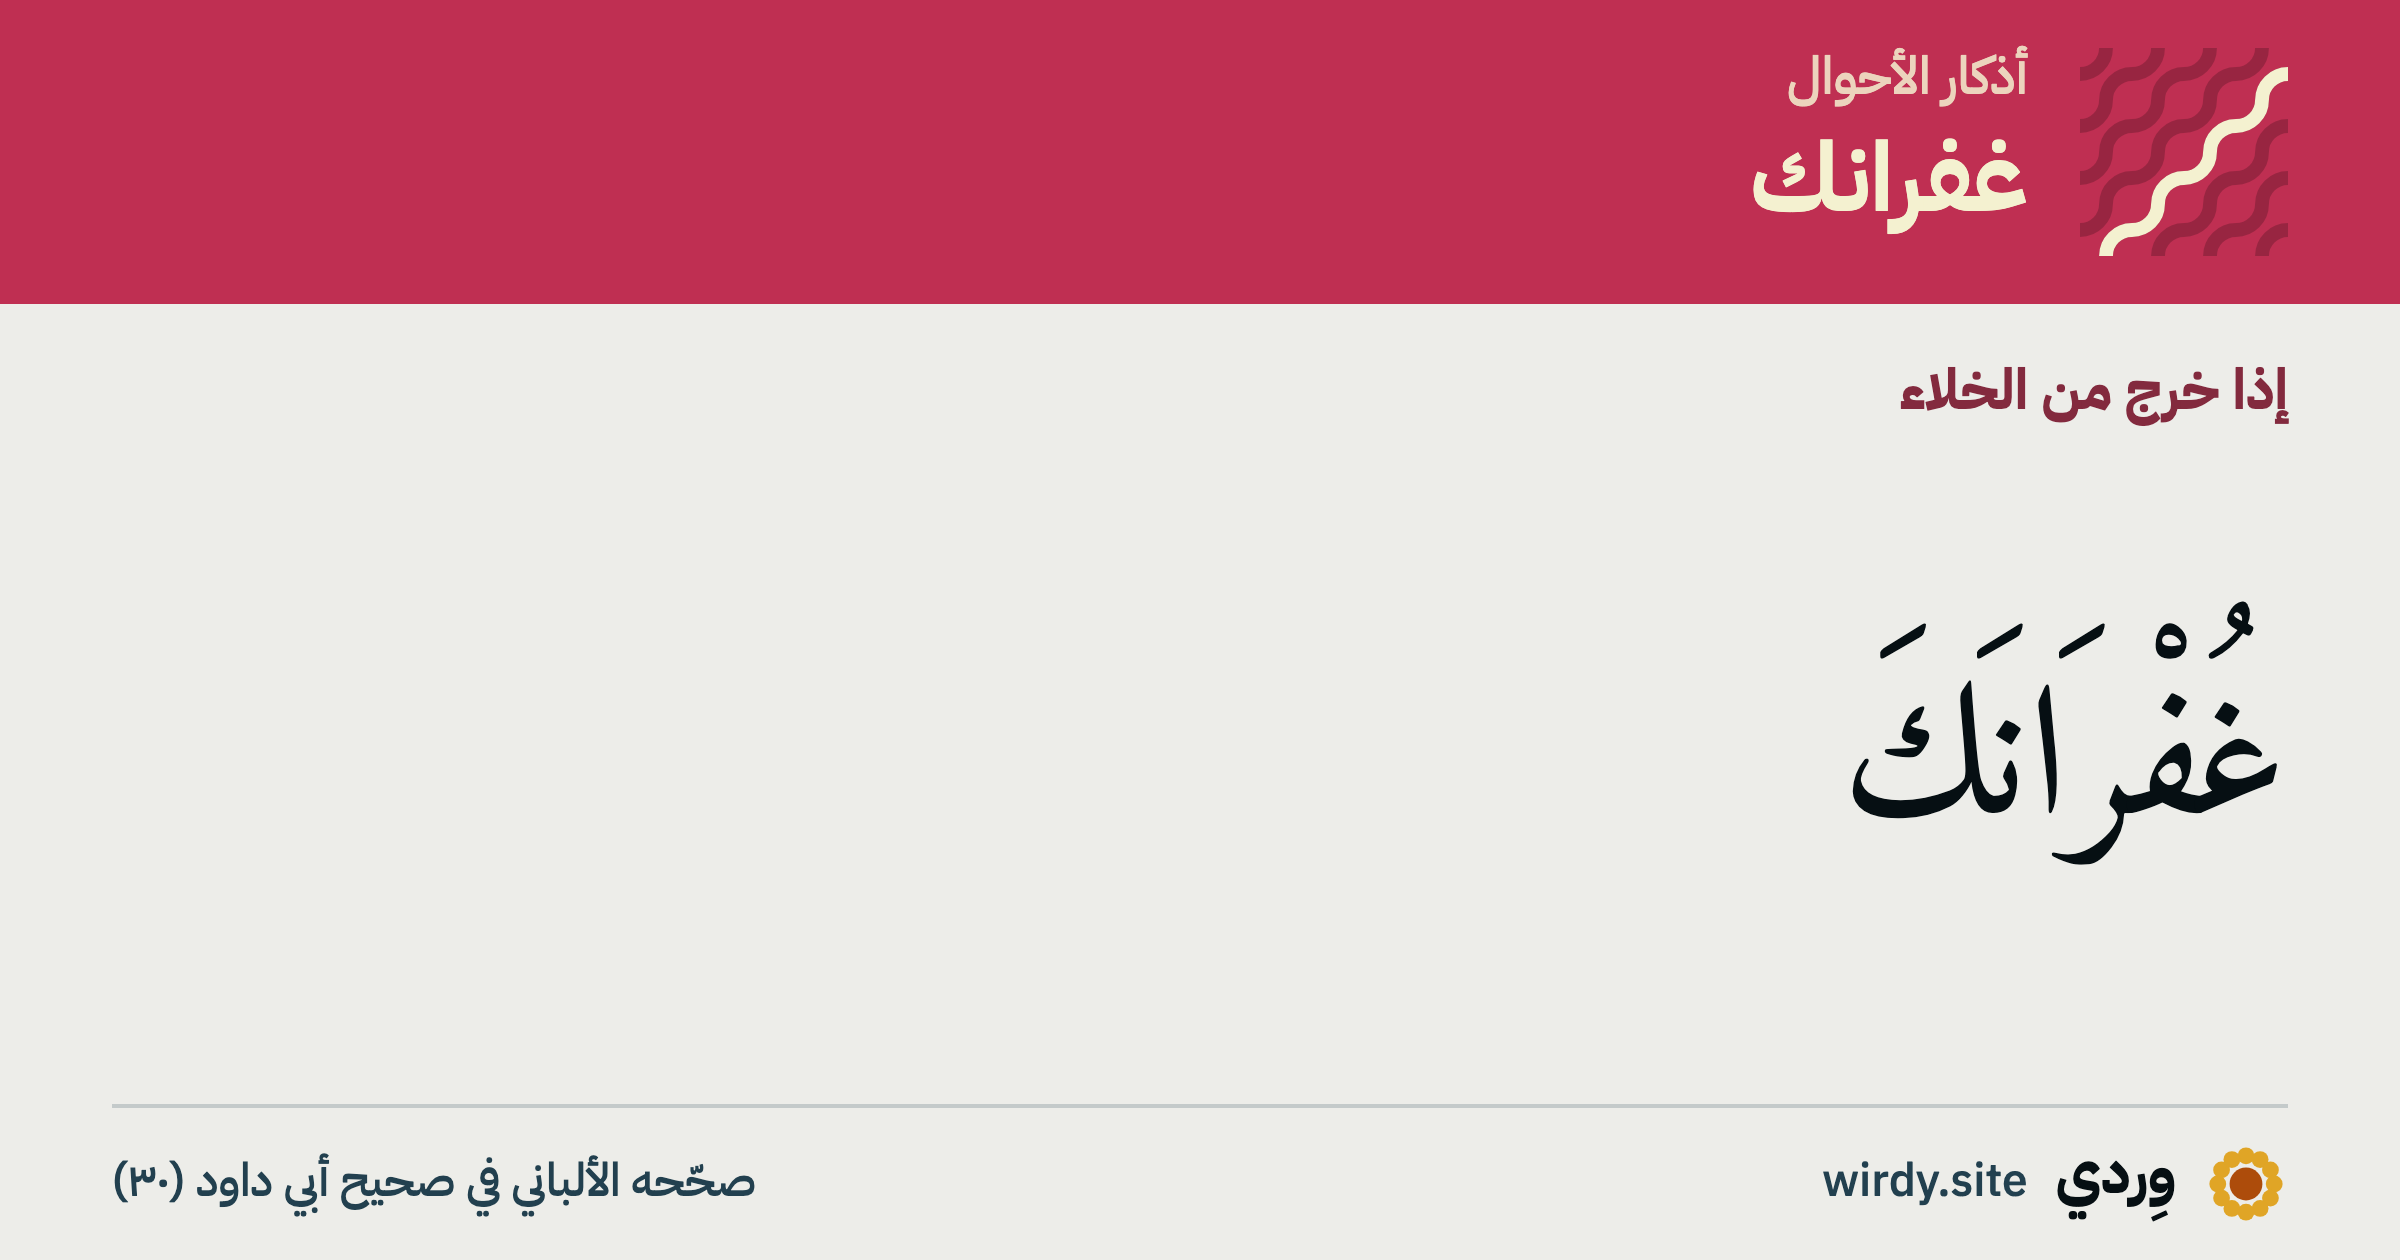 أذكار الأحوال
غفرانك
إذا خرج من الخلاء
غُفْرَانَكَ
وِردي wirdy.site
صحّحه الألباني في صحيح أبي داود (٣٠)